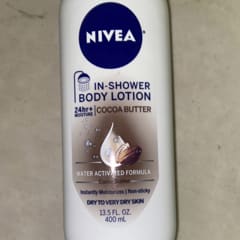 NIVEA
IN-SHOWER
BODY LOTION
24hr+
MOISTURE
COCOA BUTTER
WATER ACTIVATED FORMULA
Instantly Moisturizes | Non-sticky
DRY TO VERY DRY SKIN
13.5 FL. OZ.
400 mL